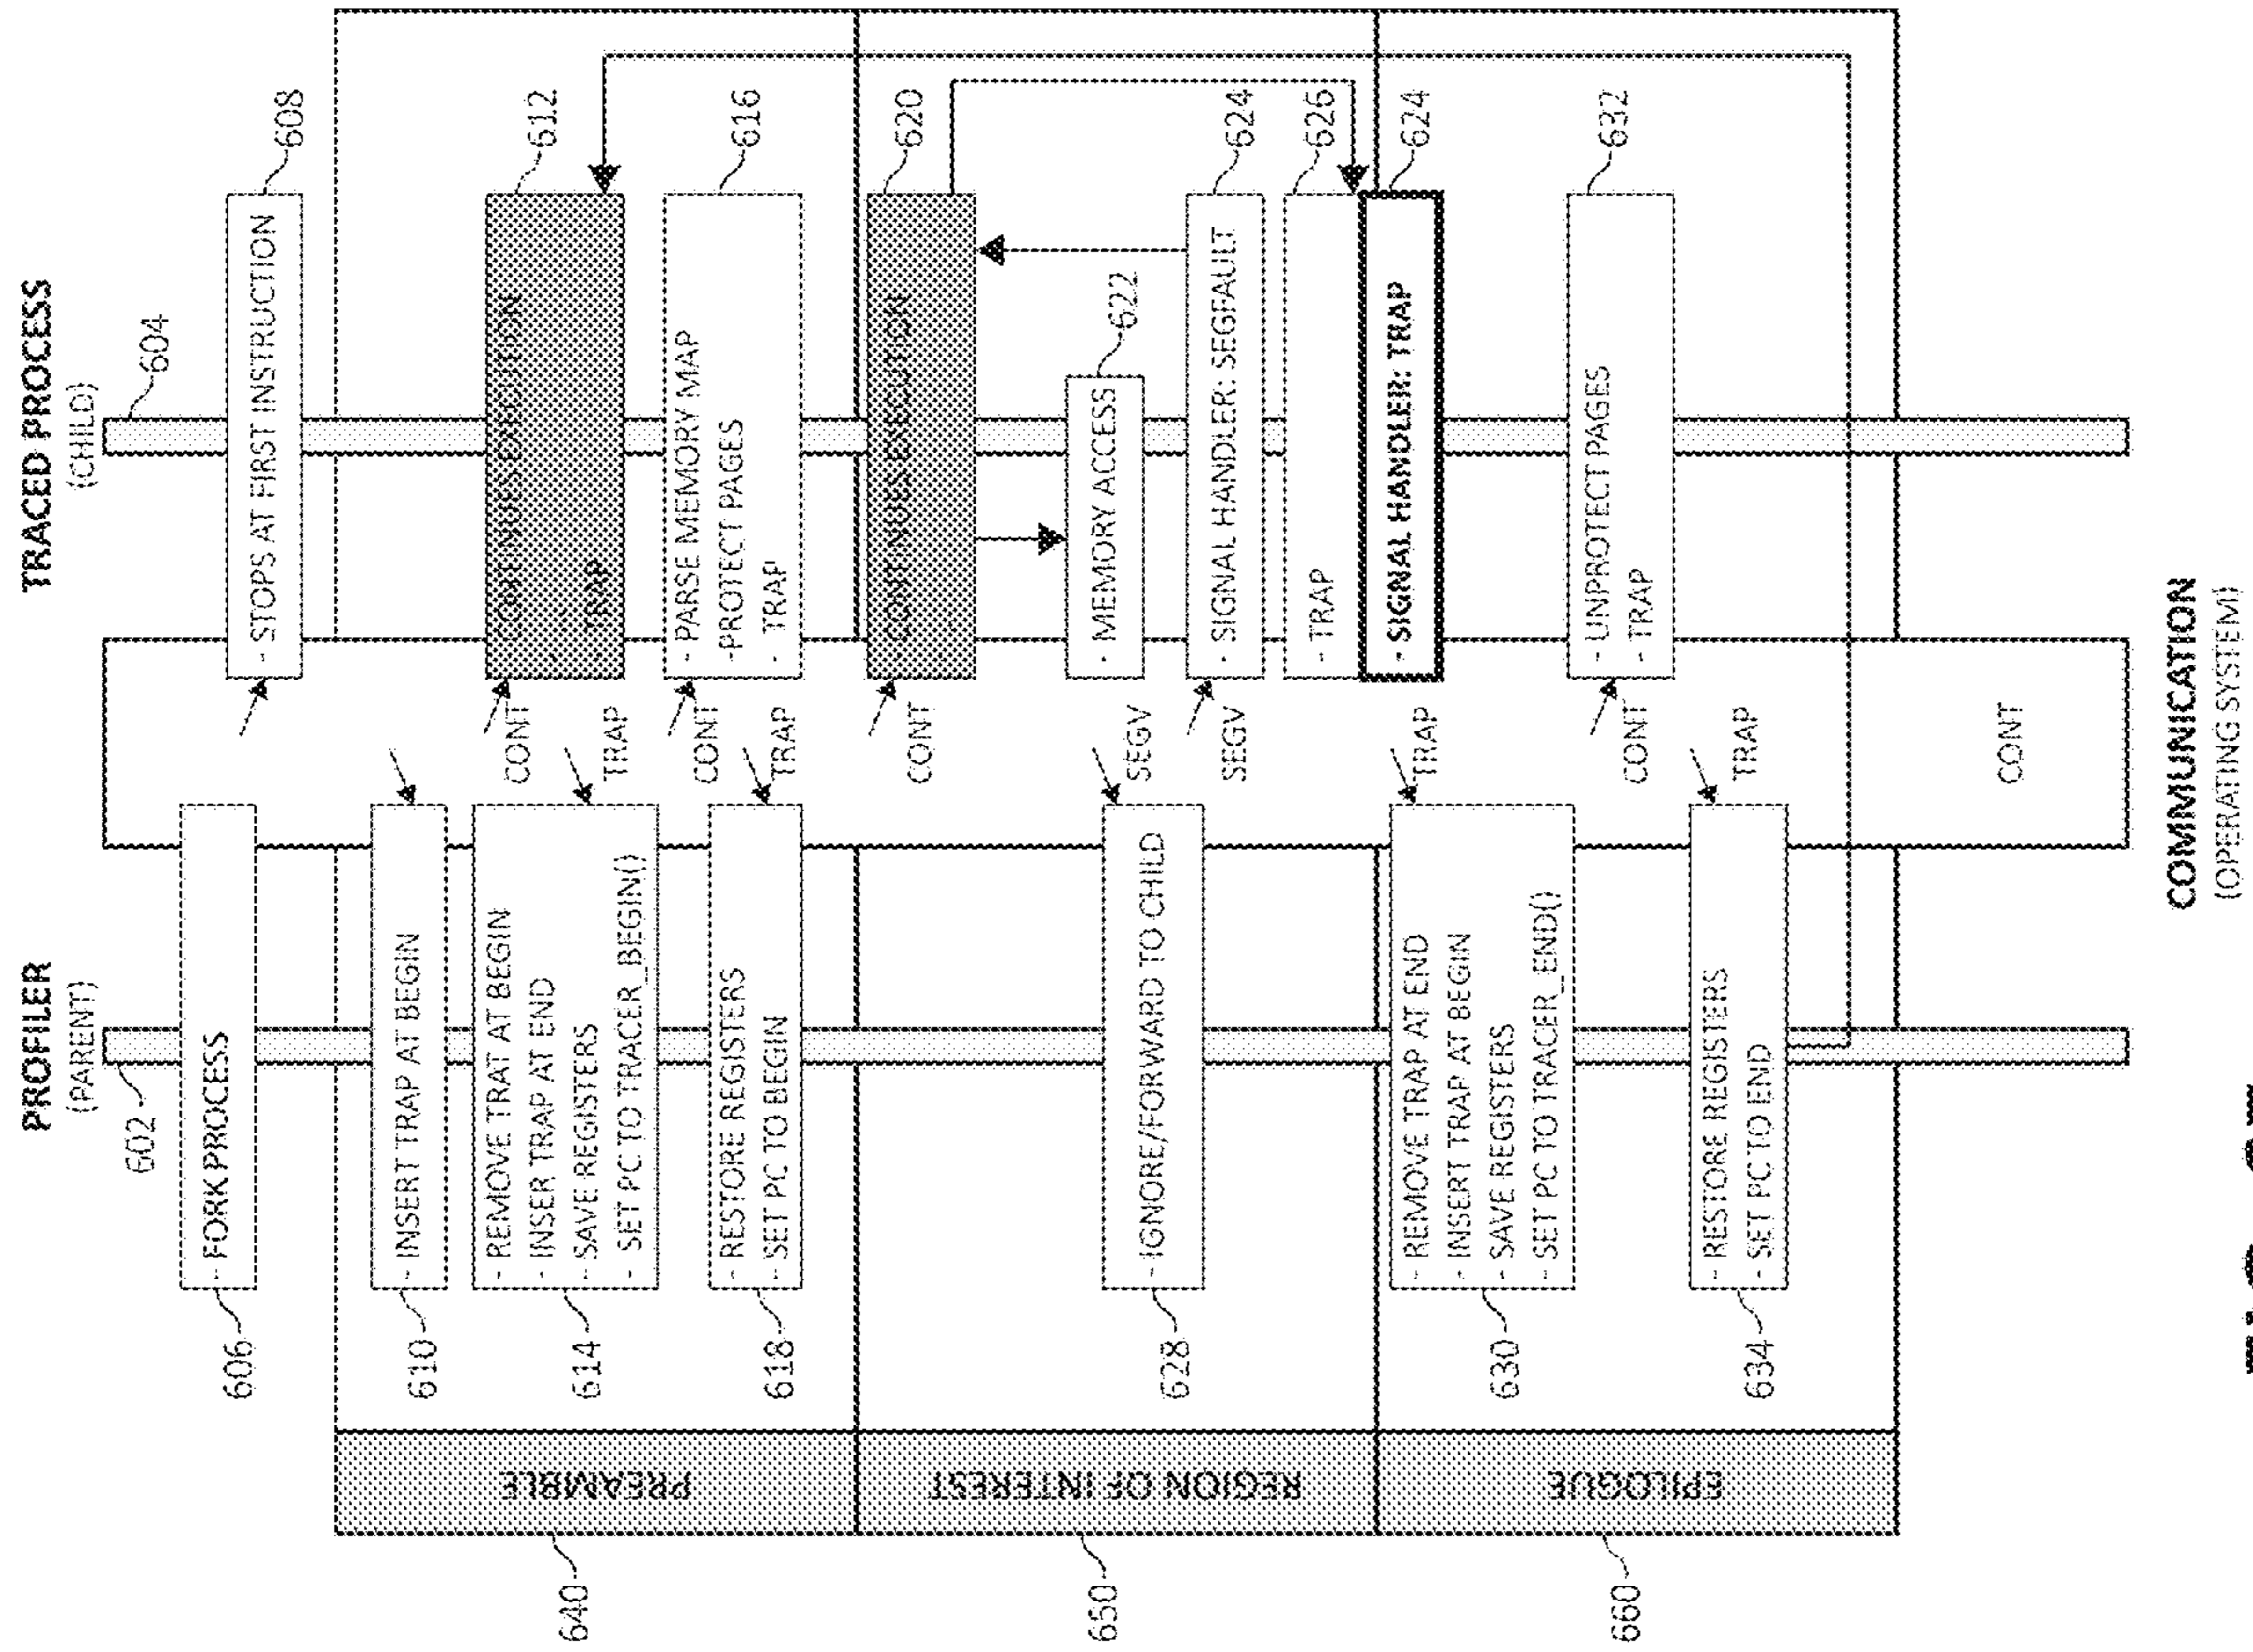 PROFILER
(PARENT)
TRACED PROCESS
(CHILD)
602
604
606
- FORK PROCESS
- STOPS AT FIRST INSTRUCTION
608
640
PREAMBLE
610
- INSERT TRAP AT BEGIN
614
- REMOVE TRAT AT BEGIN
- INSER TRAP AT END
- SAVE REGISTERS
- SET PC TO TRACER_BEGIN()
CONT
TRAP
CONTINUES EXECUTION
TRAP
612
618
- RESTORE REGISTERS
- SET PC TO BEGIN
CONT
TRAP
- PARSE MEMORY MAP
-PROTECT PAGES
- TRAP
616
650
REGION OF INTEREST
CONT
CONTINUES EXECUTION
620
628
-IGNORE/FORWARD TO CHILD
SEGV
SEGV
- MEMORY ACCESS
622
- SIGNAL HANDLER: SEGFAULT
624
- TRAP
626
660
EPILOGUE
630
- REMOVE TRAP AT END
- INSERT TRAP AT BEGIN
- SAVE REGISTERS
- SET PC TO TRACER_END()
TRAP
- SIGNAL HANDLER: TRAP
624
634
- RESTORE REGISTERS
- SET PC TO END
CONT
TRAP
- UNPROTECT PAGES
- TRAP
632
CONT
COMMUNICATION
(OPERATING SYSTEM)